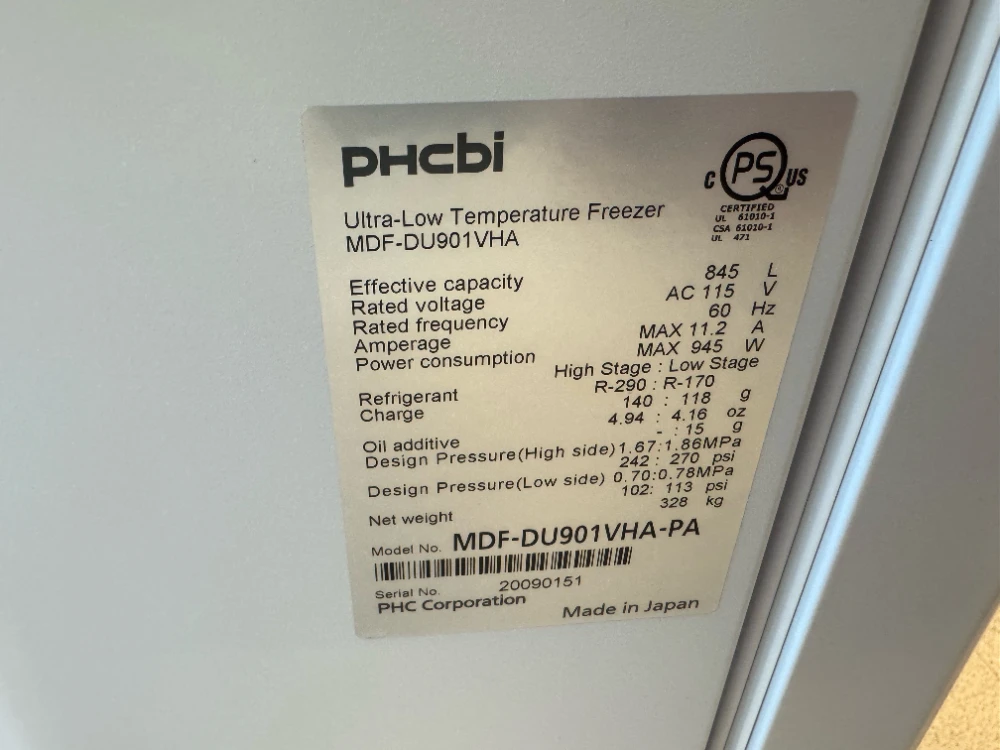 PHCbi
C PS US
CERTIFIED
UL 61010-1
CSA 61010-1
UL 471
Ultra-Low Temperature Freezer
MDF-DU901VHA
Effective capacity 845 L
Rated voltage AC 115 V
Rated frequency 60 Hz
Amperage MAX 11.2 A
Power consumption MAX 945 W
High Stage : Low Stage
Refrigerant R-290 : R-170
Charge 140 : 118 g
4.94 : 4.16 oz
Oil additive - : 15 g
Design Pressure(High side) 1.67:1.86MPa
242 : 270 psi
Design Pressure(Low side) 0.70:0.78MPa
102: 113 psi
Net weight 328 kg
Model No. MDF-DU901VHA-PA
Serial No. 20090151
PHC Corporation Made in Japan